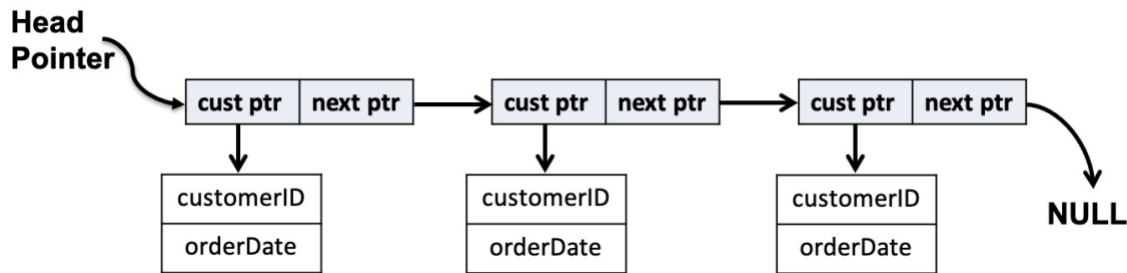 Head
Pointer
cust ptr next ptr cust ptr next ptr cust ptr next ptr
customerID customerID customerID
orderDate orderDate orderDate
NULL